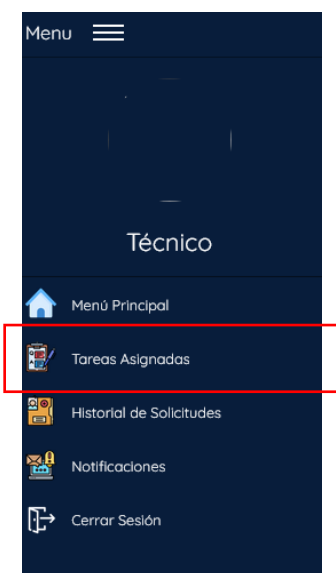 Menu
Técnico
Menú Principal
Tareas Asignadas
Historial de Solicitudes
Notificaciones
Cerrar Sesión